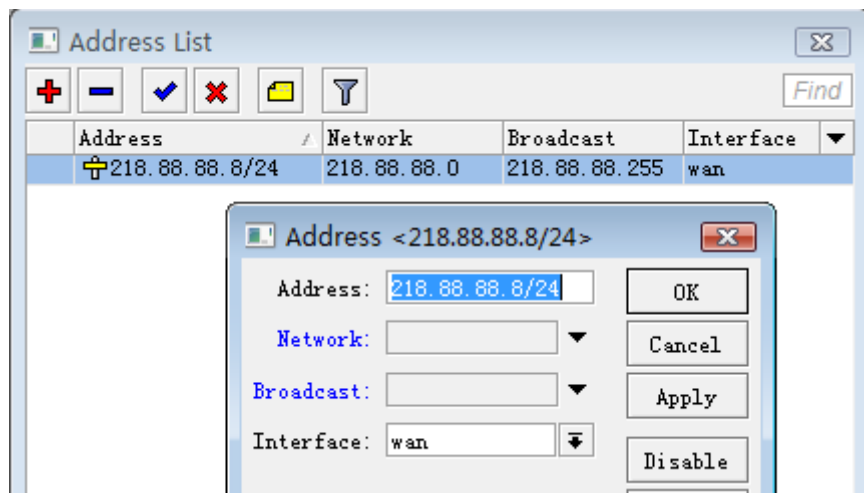 Address List
Find
Address Network Broadcast Interface
218.88.88.8/24 218.88.88.0 218.88.88.255 wan
Address <218.88.88.8/24>
Address: 218.88.88.8/24 OK
Network: Cancel
Broadcast: Apply
Interface: wan
Disable